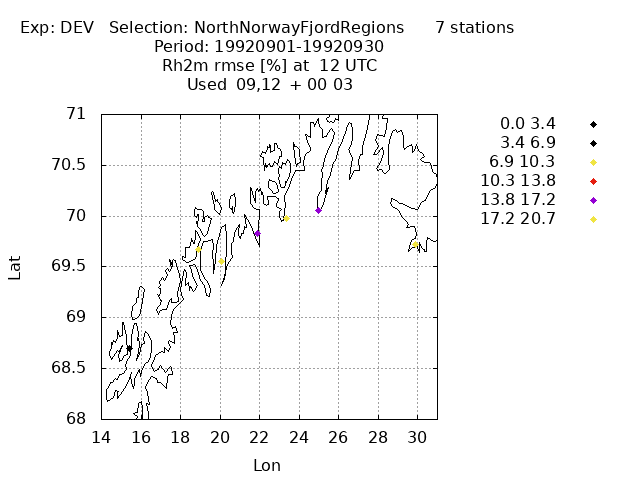 Exp: DEV Selection: NorthNorwayFjordRegions 7 stations
Period: 19920901-19920930
Rh2m rmse [%] at 12 UTC
Used 09,12 + 00 03
71
70.5
70
69.5
69
68.5
68
14 16 18 20 22 24 26 28 30
Lat
Lon
0.0 3.4
3.4 6.9
6.9 10.3
10.3 13.8
13.8 17.2
17.2 20.7